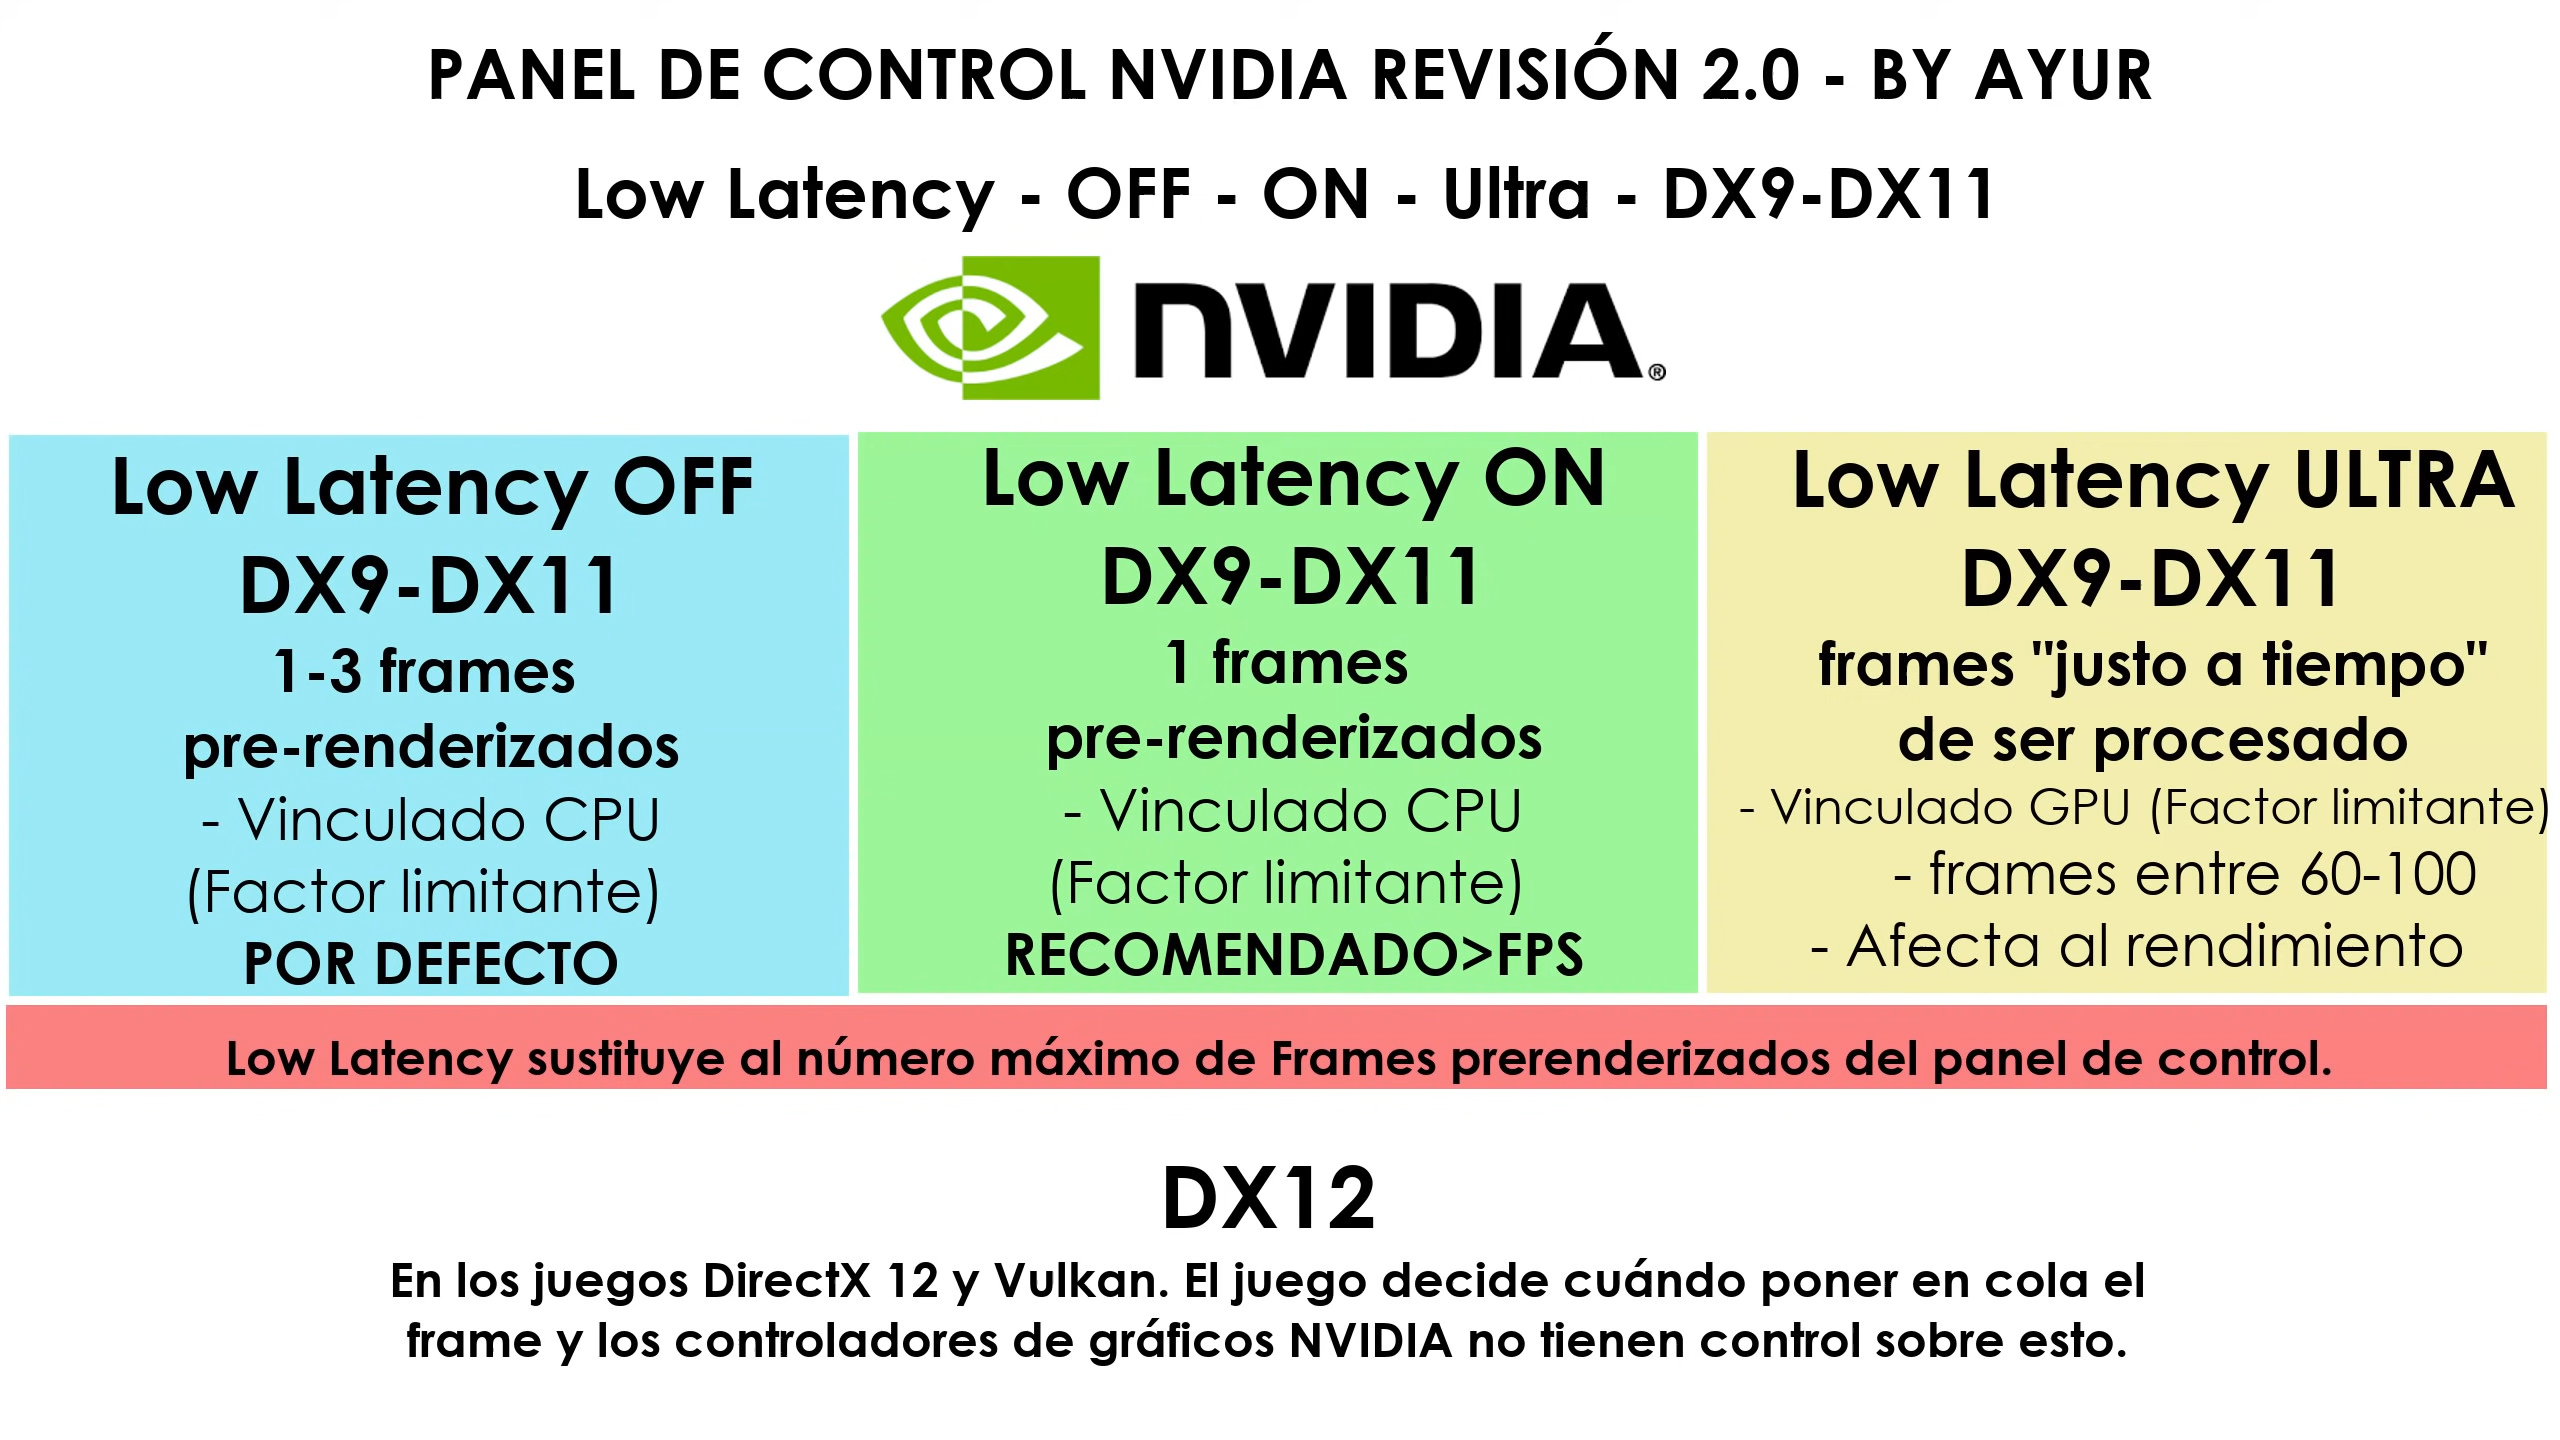 PANEL DE CONTROL NVIDIA REVISIÓN 2.0 - BY AYUR
Low Latency - OFF - ON - Ultra - DX9-DX11
NVIDIA®
Low Latency OFF
DX9-DX11
1-3 frames
pre-renderizados
- Vinculado CPU
(Factor limitante)
POR DEFECTO
Low Latency ON
DX9-DX11
1 frames
pre-renderizados
- Vinculado CPU
(Factor limitante)
RECOMENDADO>FPS
Low Latency ULTRA
DX9-DX11
frames "justo a tiempo"
de ser procesado
- Vinculado GPU (Factor limitante)
- frames entre 60-100
- Afecta al rendimiento
Low Latency sustituye al número máximo de Frames prerenderizados del panel de control.
DX12
En los juegos DirectX 12 y Vulkan. El juego decide cuándo poner en cola el
frame y los controladores de gráficos NVIDIA no tienen control sobre esto.